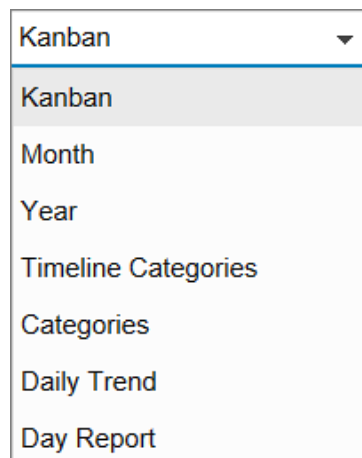 Kanban
Kanban
Month
Year
Timeline Categories
Categories
Daily Trend
Day Report